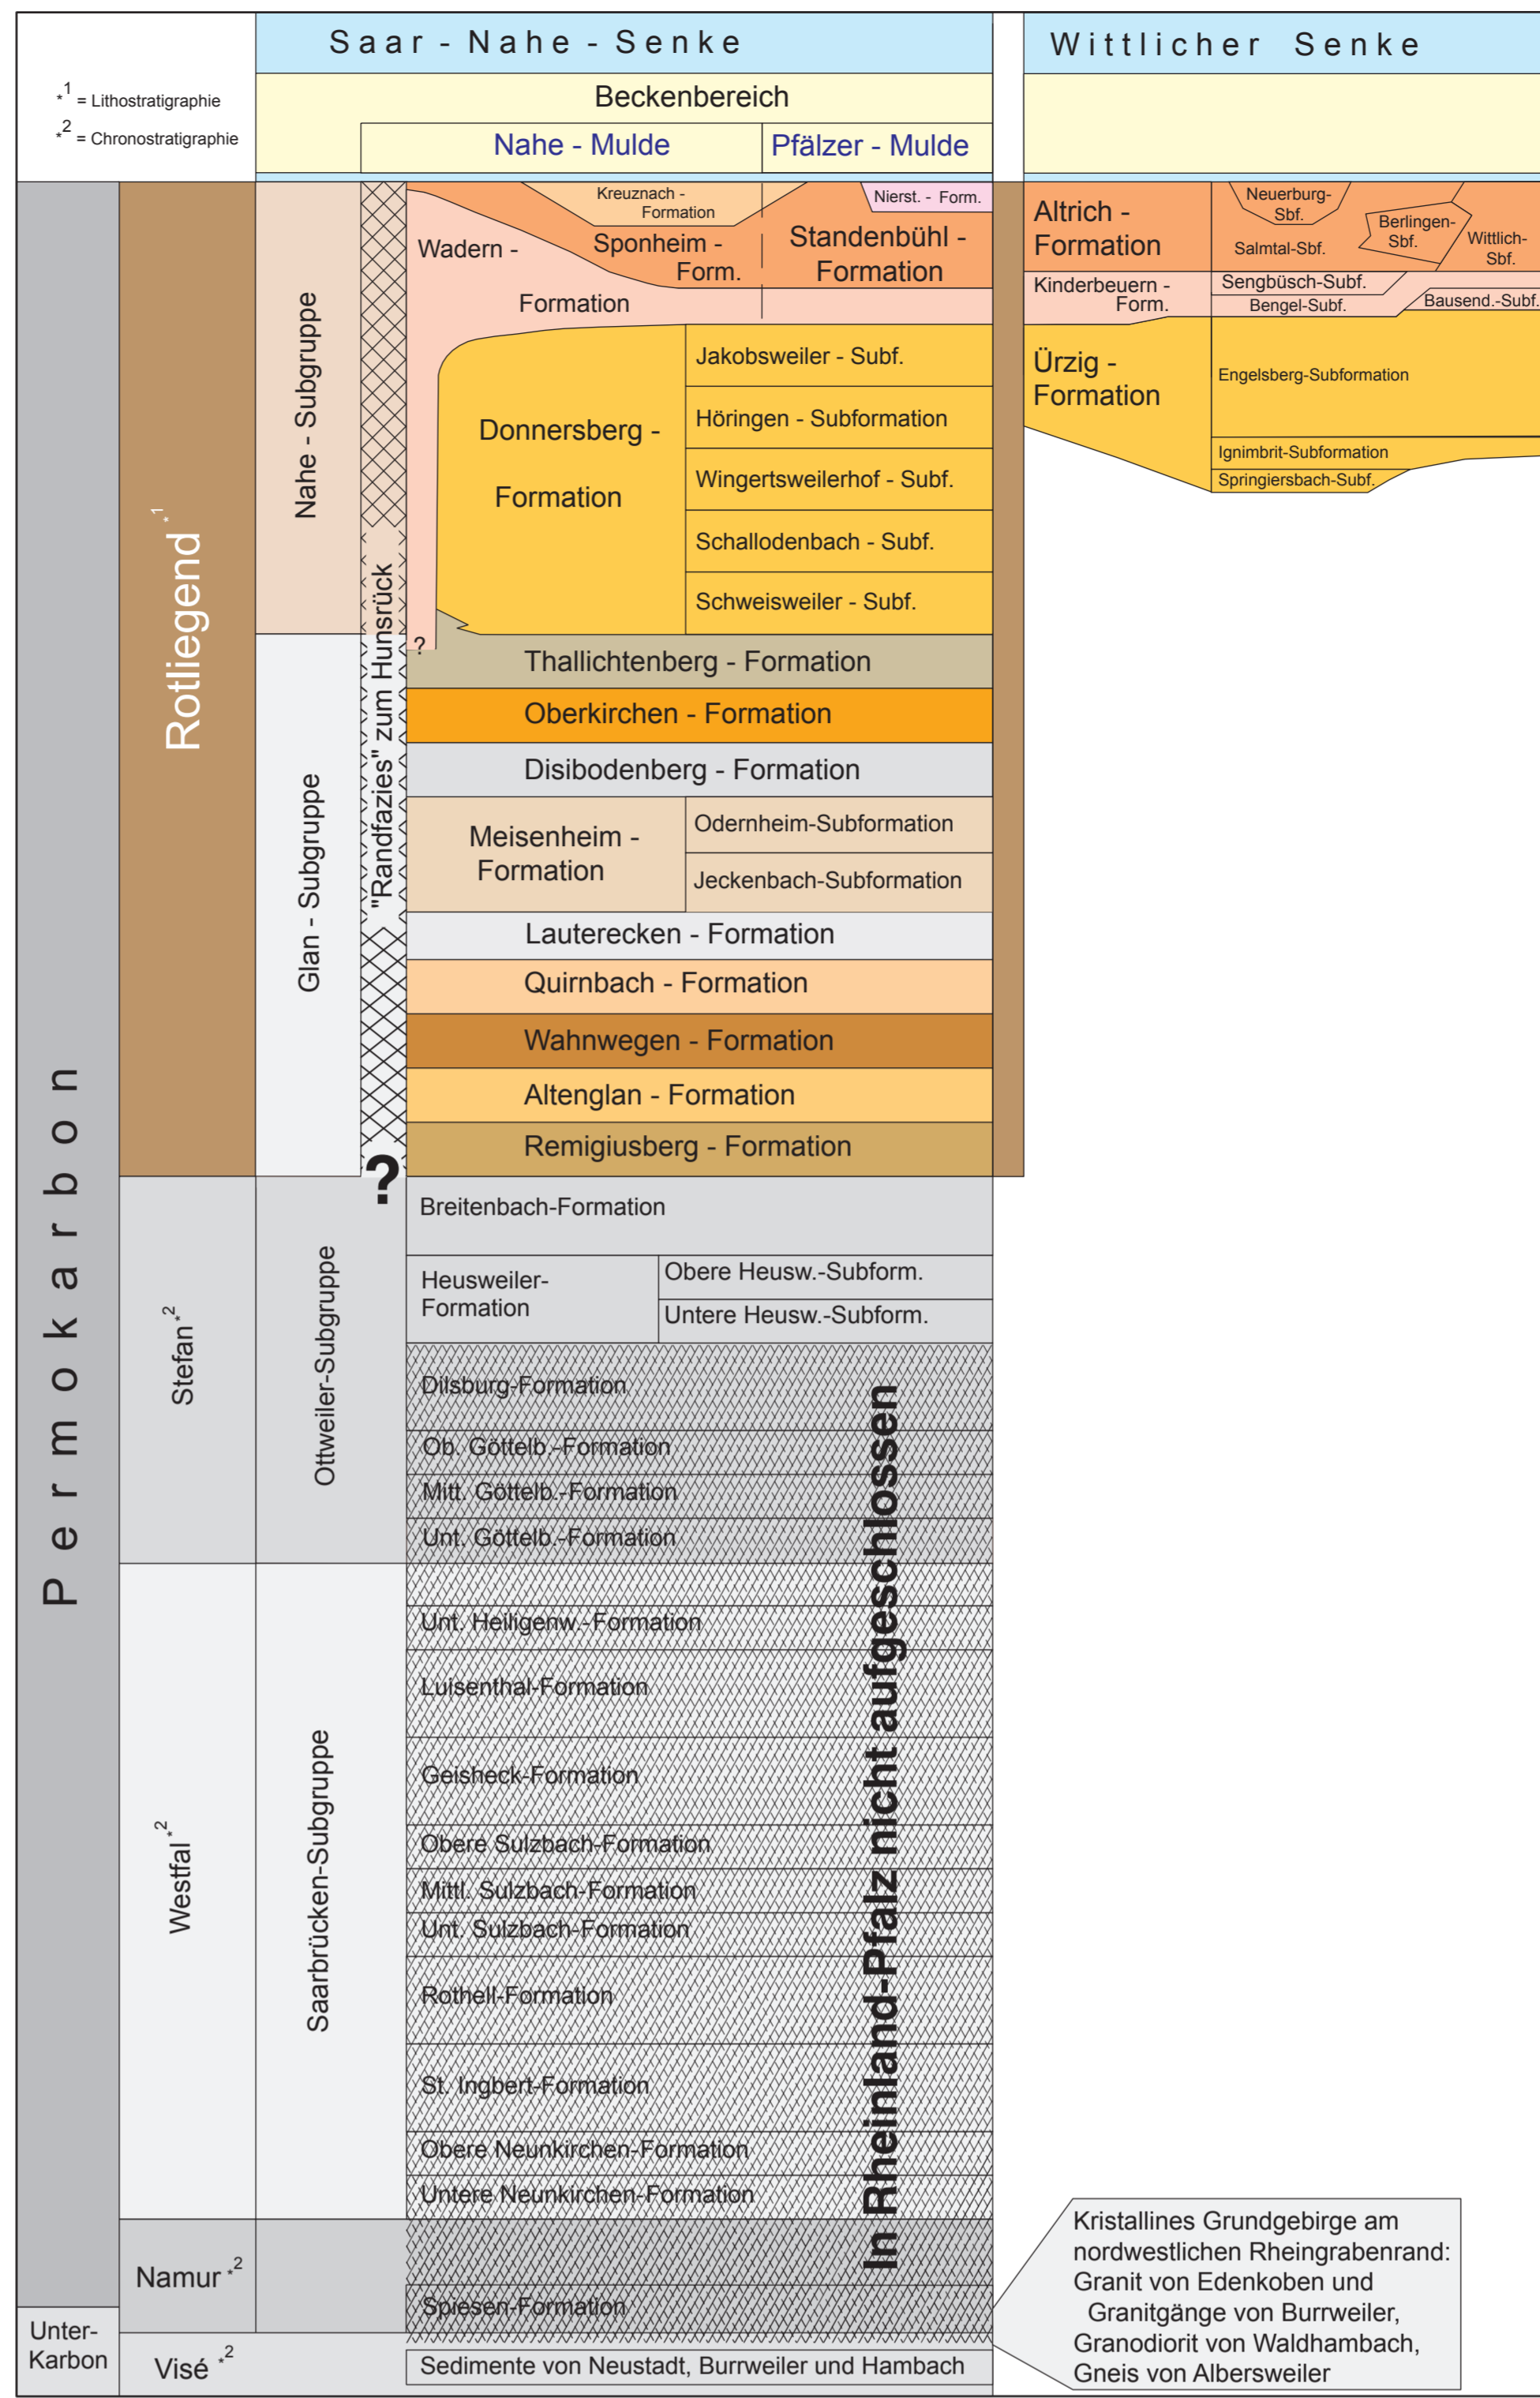 Saar - Nahe - Senke
Wittlicher Senke
*1 = Lithostratigraphie
*2 = Chronostratigraphie
Beckenbereich
Nahe - Mulde
Pfälzer - Mulde
Permokarbon
Unter-
Karbon
Rotliegend *1
Stefan*2
Westfal*2
Namur*2
Visé *2
Nahe - Subgruppe
Glan - Subgruppe
Ottweiler-Subgruppe
Saarbrücken-Subgruppe
"Randfazies" zum Hunsrück
?
?
Kreuznach -
Formation
Nierst. - Form.
Wadern -
Formation
Sponheim -
Form.
Standenbühl -
Formation
Donnersberg -
Formation
Jakobsweiler - Subf.
Höringen - Subformation
Wingertsweilerhof - Subf.
Schallodenbach - Subf.
Schweisweiler - Subf.
Thallichtenberg - Formation
Oberkirchen - Formation
Disibodenberg - Formation
Meisenheim -
Formation
Odernheim-Subformation
Jeckenbach-Subformation
Lauterecken - Formation
Quirnbach - Formation
Wahnwegen - Formation
Altenglan - Formation
Remigiusberg - Formation
Breitenbach-Formation
Heusweiler-
Formation
Obere Heusw.-Subform.
Untere Heusw.-Subform.
Dilsburg-Formation
Ob. Göttelb.-Formation
Mitt. Göttelb.-Formation
Unt. Göttelb.-Formation
Unt. Heiligenw.-Formation
Luisenthal-Formation
Geisheck-Formation
Obere Sulzbach-Formation
Mittl. Sulzbach-Formation
Unt. Sulzbach-Formation
Rothell-Formation
St. Ingbert-Formation
Obere Neunkirchen-Formation
Untere Neunkirchen-Formation
Spiesen-Formation
Sedimente von Neustadt, Burrweiler und Hambach
In Rheinland-Pfalz nicht aufgeschlossen
Altrich -
Formation
Neuerburg-
Sbf.
Salmtal-Sbf.
Berlingen-
Sbf.
Wittlich-
Sbf.
Kinderbeuern -
Form.
Sengbüsch-Subf.
Bengel-Subf.
Bausend.-Subf.
Ürzig -
Formation
Engelsberg-Subformation
Ignimbrit-Subformation
Springiersbach-Subf.
Kristallines Grundgebirge am
nordwestlichen Rheingrabenrand:
Granit von Edenkoben und
Granitgänge von Burrweiler,
Granodiorit von Waldhambach,
Gneis von Albersweiler